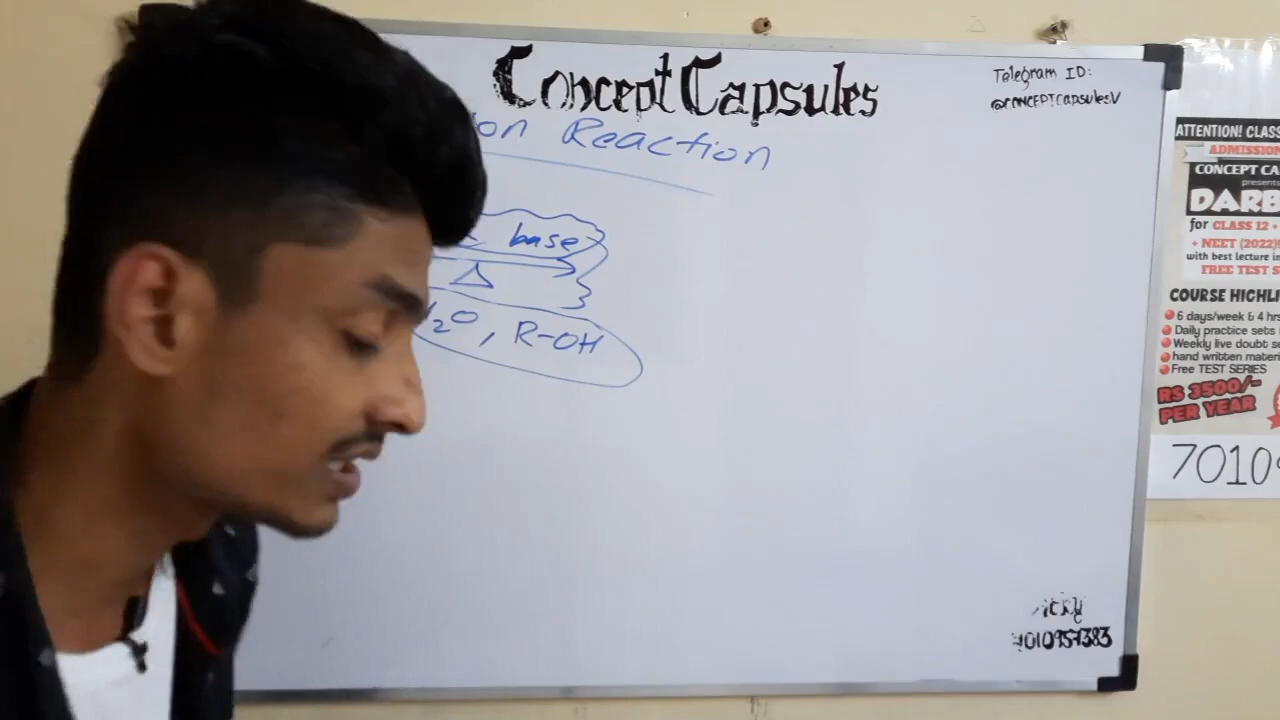 Concept Capsules
Telegram ID:
@CONCEPTCapsulesV
on Reaction
base
Δ
₂O, R-OH
ATTENTION! CLASS
ADMISSION
CONCEPT CA
presents
DARB
for CLASS 12 +
+ NEET (2022)
with best lecture in
FREE TEST S
COURSE HIGHLI
6 days/week & 4 hrs
Daily practice sets
Weekly live doubt se
hand written materi
Free TEST SERIES
RS 3500/-
PER YEAR
7010
7010957383